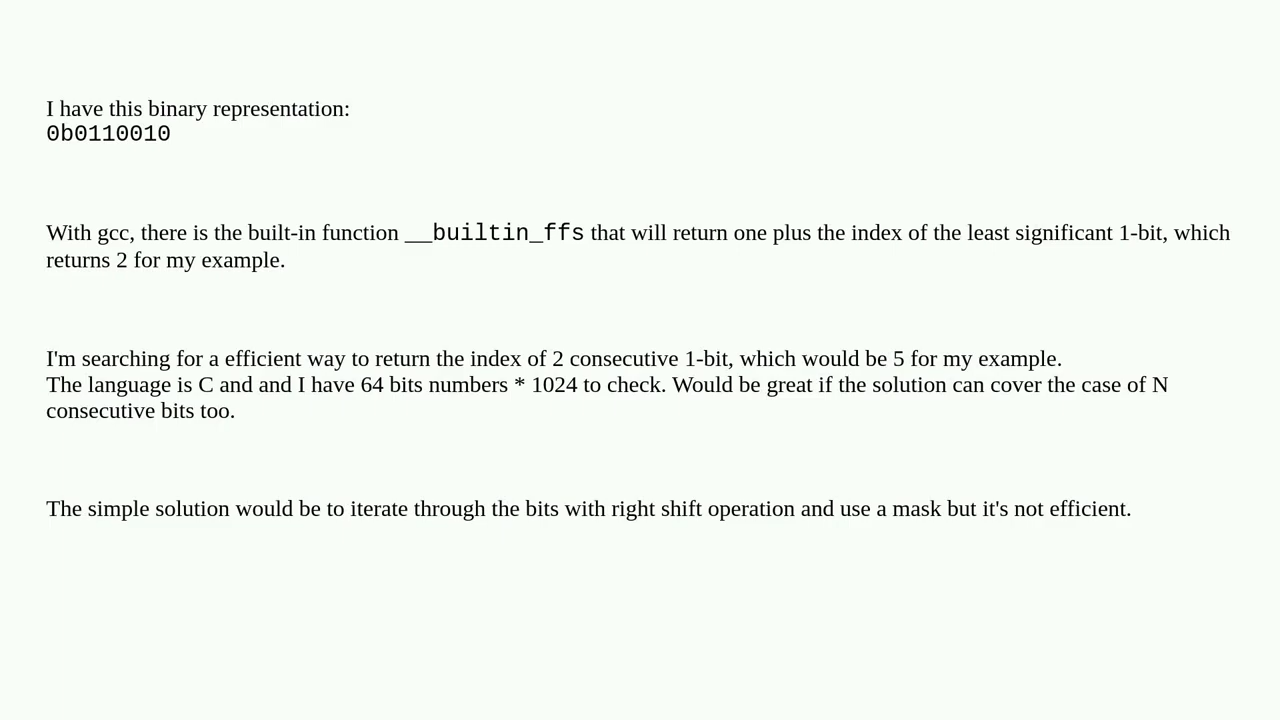 I have this binary representation:
0b0110010
With gcc, there is the built-in function __builtin_ffs that will return one plus the index of the least significant 1-bit, which
returns 2 for my example.
I'm searching for a efficient way to return the index of 2 consecutive 1-bit, which would be 5 for my example.
The language is C and and I have 64 bits numbers * 1024 to check. Would be great if the solution can cover the case of N
consecutive bits too.
The simple solution would be to iterate through the bits with right shift operation and use a mask but it's not efficient.